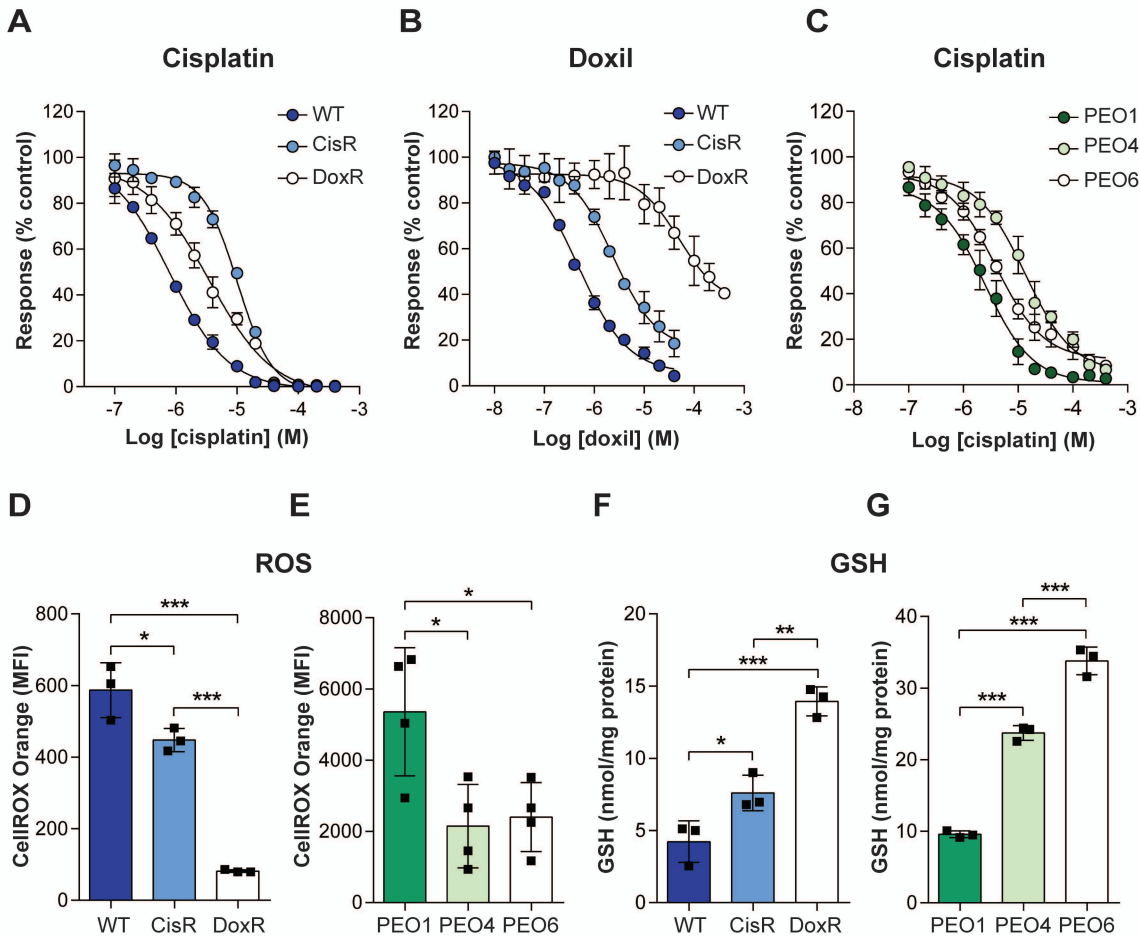 A
Cisplatin
WT
CisR
DoxR
120
100
80
60
40
20
0
Response (% control)
-7
-6
-5
-4
-3
Log [cisplatin] (M)
B
Doxil
WT
CisR
DoxR
120
100
80
60
40
20
0
Response (% control)
-8
-7
-6
-5
-4
-3
Log [doxil] (M)
C
Cisplatin
PEO1
PEO4
PEO6
120
100
80
60
40
20
0
Response (% control)
-8
-7
-6
-5
-4
-3
Log [cisplatin] (M)
D
E
ROS
800
600
400
200
0
CellROX Orange (MFI)
***
*
***
WT
CisR
DoxR
8000
6000
4000
2000
0
CellROX Orange (MFI)
*
*
PEO1
PEO4
PEO6
F
G
GSH
20
15
10
5
0
GSH (nmol/mg protein)
**
***
*
WT
CisR
DoxR
40
30
20
10
0
GSH (nmol/mg protein)
***
***
***
PEO1
PEO4
PEO6